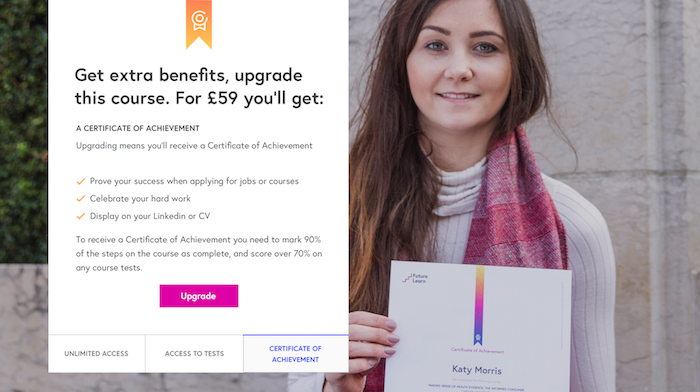 Get extra benefits, upgrade
this course. For £59 you'll get:
A CERTIFICATE OF ACHIEVEMENT
Upgrading means you'll receive a Certificate of Achievement
Prove your success when applying for jobs or courses
Celebrate your hard work
Display on your Linkedin or CV
To receive a Certificate of Achievement you need to mark 90%
of the steps on the course as complete, and score over 70% on
any course tests.
Upgrade
UNLIMITED ACCESS
ACCESS TO TESTS
CERTIFICATE OF
ACHIEVEMENT
Future
Learn
Certificate of Achievement
Katy Morris